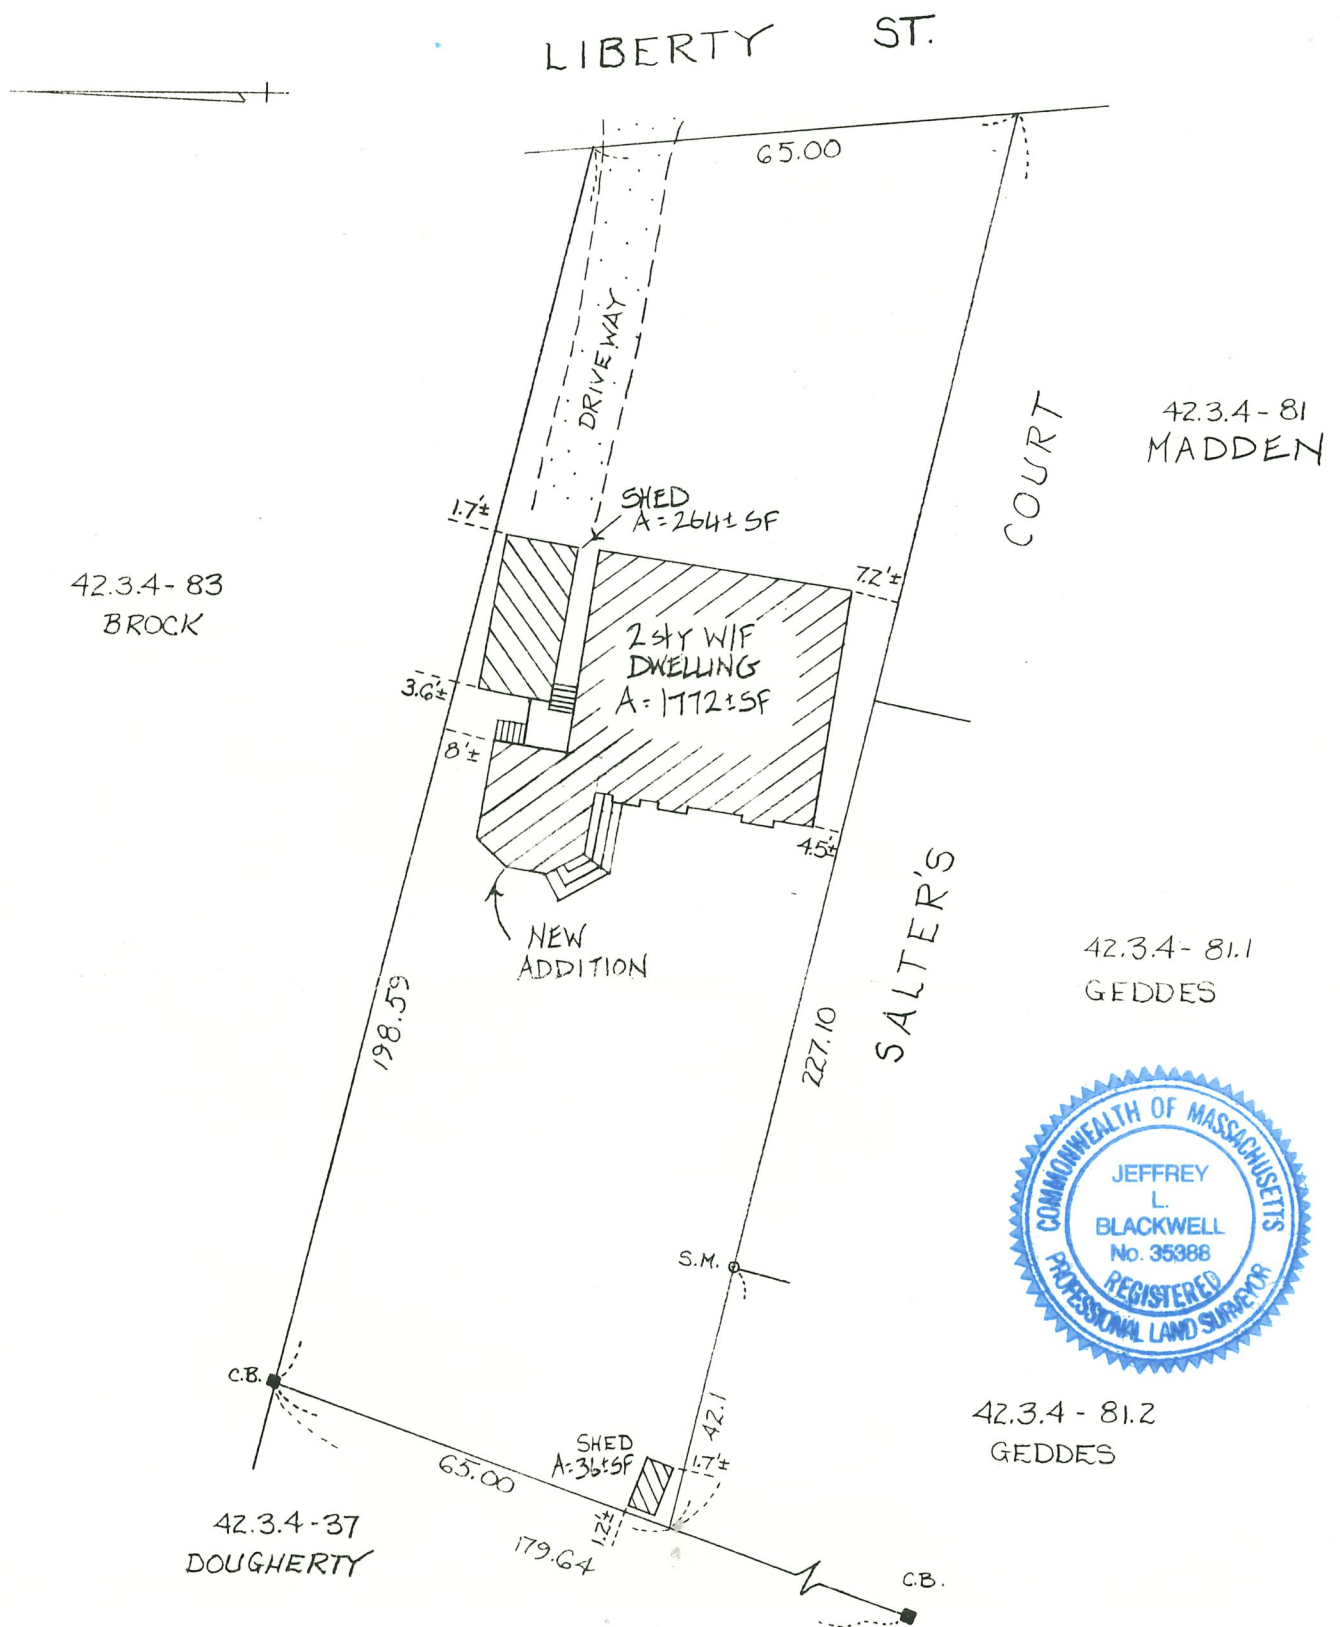 LIBERTY ST.
65.00
DRIVEWAY
COURT
42.3.4 - 81
MADDEN
1.7'±
SHED
A = 264± SF
7.2'±
42.3.4 - 83
BROCK
2 sty W/F
DWELLING
A = 1772± SF
3.6'±
8'±
4.5'±
SALTER'S
NEW
ADDITION
42.3.4 - 81.1
GEDDES
198.59
227.10
COMMONWEALTH OF MASSACHUSETTS
JEFFREY
L.
BLACKWELL
No. 35388
REGISTERED
PROFESSIONAL LAND SURVEYOR
S.M.
C.B.
42.1
42.3.4 - 81.2
GEDDES
SHED
A = 36± SF
1.7'±
65.00
1.2'±
42.3.4 - 37
DOUGHERTY
179.64
C.B.